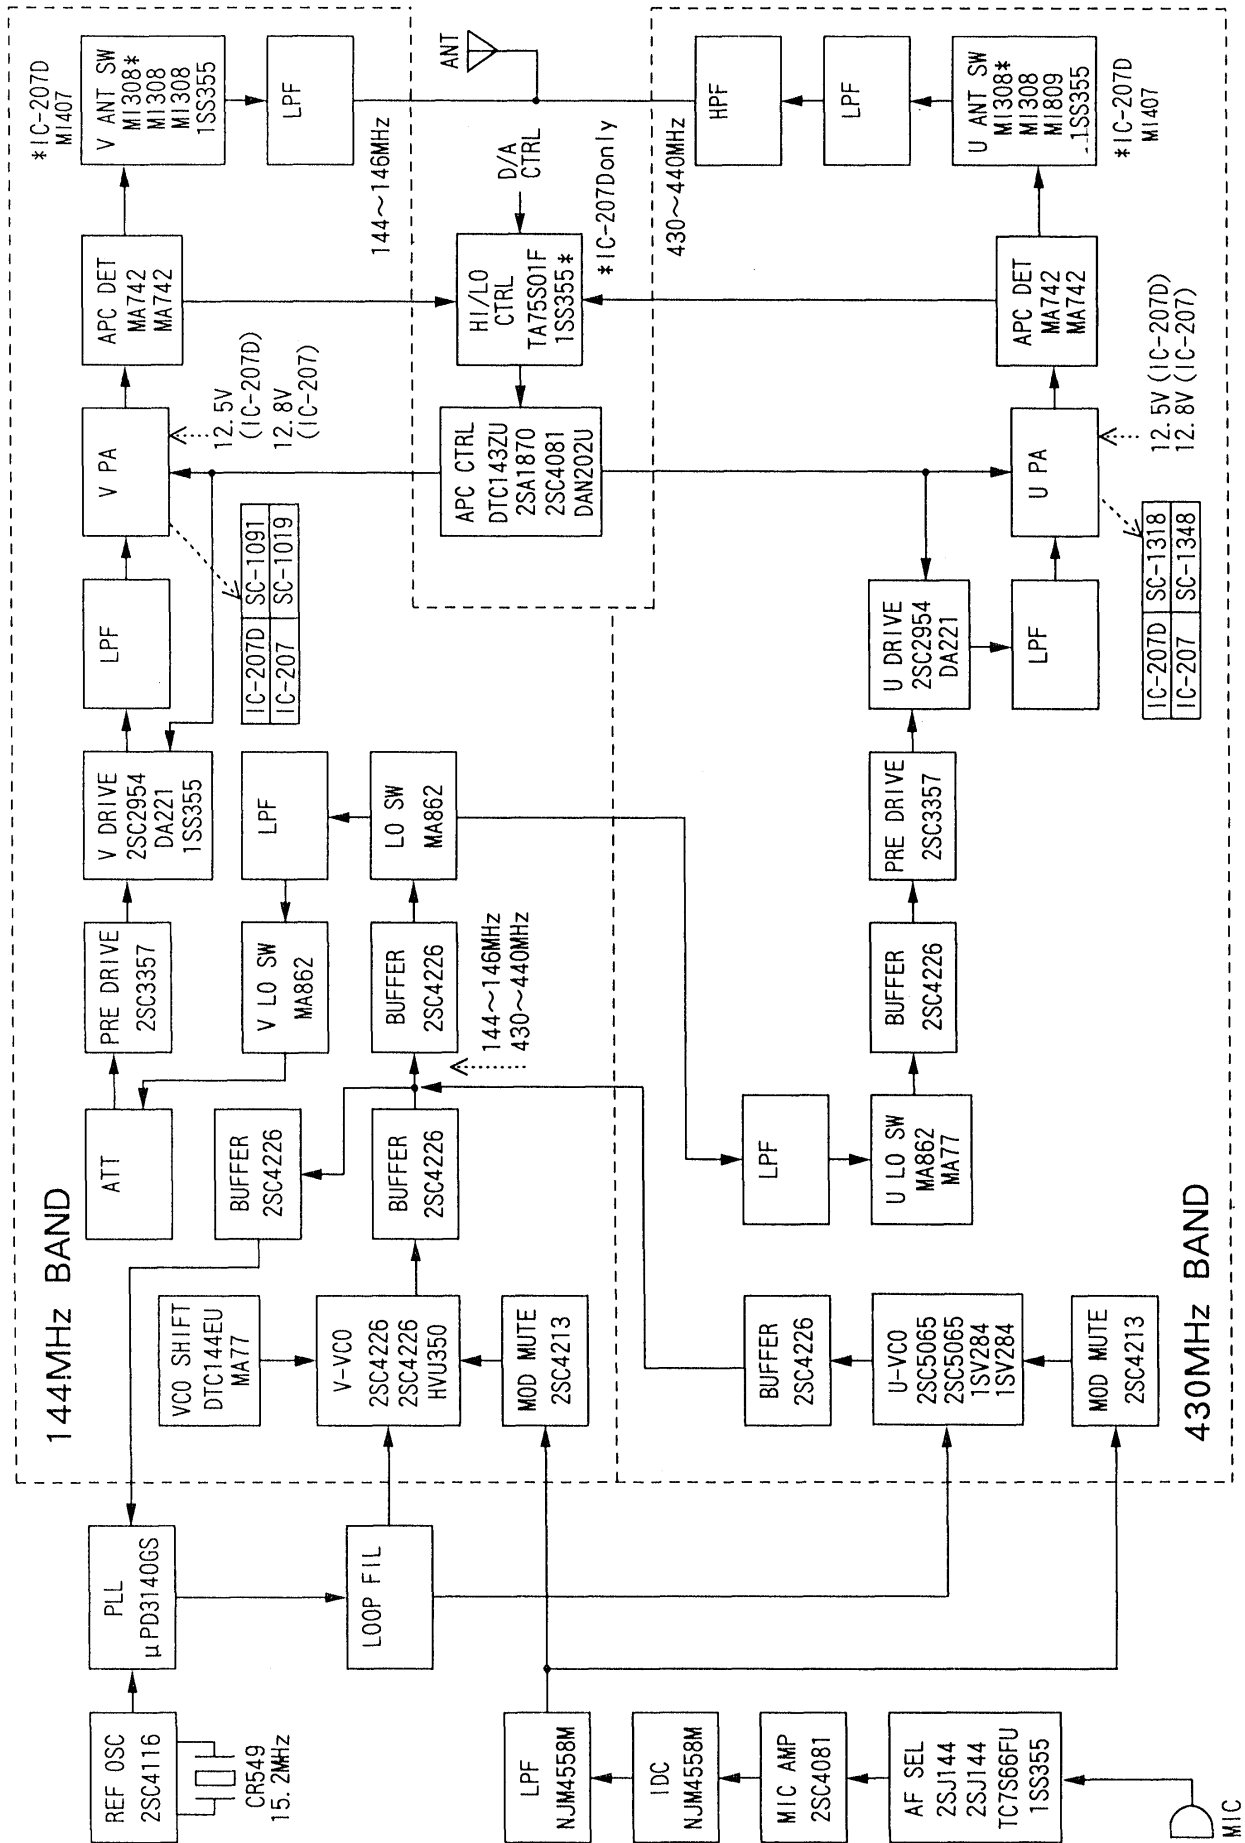 144MHz BAND
REF OSC
2SC4116
CR549
15.2MHz
PLL
μPD3140GS
LOOP FIL
LPF
NJM4558M
IDC
NJM4558M
MIC AMP
2SC4081
AF SEL
2SJ144
2SJ144
TC7S66FU
1SS355
MIC
VCO SHIFT
DTC144EU
MA77
V-VCO
2SC4226
2SC4226
HVU350
MOD MUTE
2SC4213
BUFFER
2SC4226
BUFFER
2SC4226
ATT
PRE DRIVE
2SC3357
V LO SW
MA862
BUFFER
2SC4226
144~146MHz
430~440MHz
V DRIVE
2SC2954
DA221
1SS355
LPF
LO SW
MA862
LPF
IC-207D SC-1091
IC-207 SC-1019
V PA
12.5V
(IC-207D)
12.8V
(IC-207)
APC CTRL
DTC143ZU
2SA1870
2SC4081
DAN202U
APC DET
MA742
MA742
HI/LO
CTRL
TA75S01F
1SS355*
*IC-207Donly
D/A
CTRL
*IC-207D
MI407
V ANT SW
MI308*
MI308
MI308
1SS355
LPF
144~146MHz
ANT
430MHz BAND
BUFFER
2SC4226
U-VCO
2SC5065
2SC5065
1SV284
1SV284
MOD MUTE
2SC4213
LPF
U LO SW
MA862
MA77
BUFFER
2SC4226
PRE DRIVE
2SC3357
U DRIVE
2SC2954
DA221
LPF
IC-207D SC-1318
IC-207 SC-1348
U PA
12.5V (IC-207D)
12.8V (IC-207)
APC DET
MA742
MA742
430~440MHz
HPF
LPF
U ANT SW
MI308*
MI308
MI809
1SS355
*IC-207D
MI407